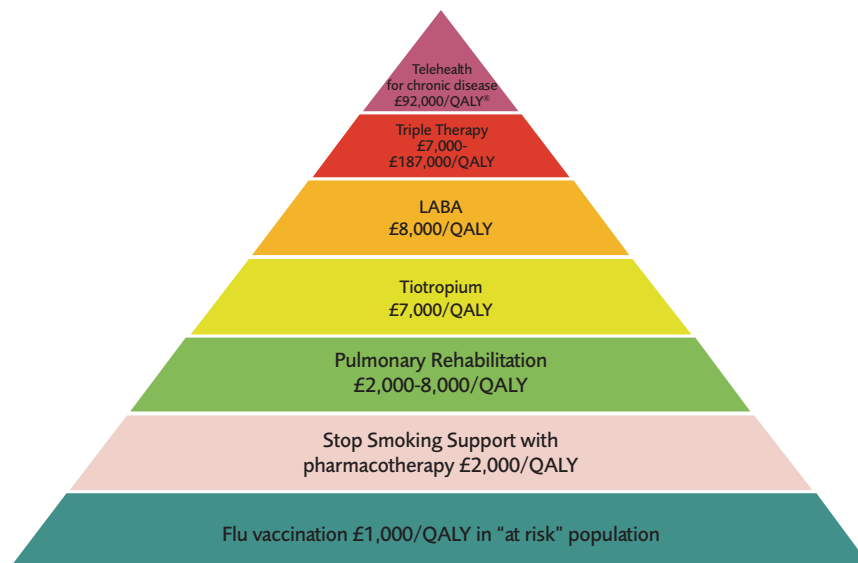 Telehealth
for chronic disease
£92,000/QALY®
Triple Therapy
£7,000-
£187,000/QALY
LABA
£8,000/QALY
Tiotropium
£7,000/QALY
Pulmonary Rehabilitation
£2,000-8,000/QALY
Stop Smoking Support with
pharmacotherapy £2,000/QALY
Flu vaccination £1,000/QALY in “at risk” population